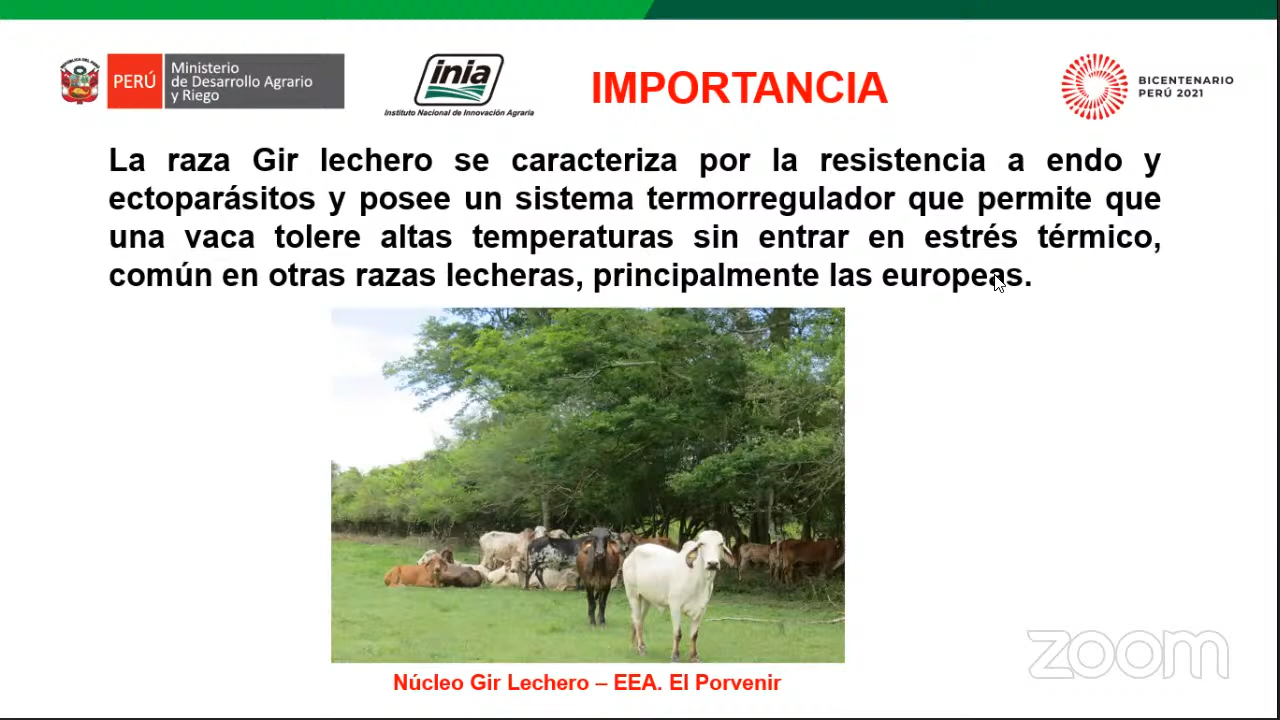 REPÚBLICA DEL PERÚ
PERÚ
Ministerio
de Desarrollo Agrario
y Riego
inia
Instituto Nacional de Innovación Agraria
IMPORTANCIA
BICENTENARIO
PERÚ 2021
La raza Gir lechero se caracteriza por la resistencia a endo y
ectoparásitos y posee un sistema termorregulador que permite que
una vaca tolere altas temperaturas sin entrar en estrés térmico,
común en otras razas lecheras, principalmente las europeas.
Núcleo Gir Lechero – EEA. El Porvenir
zoom